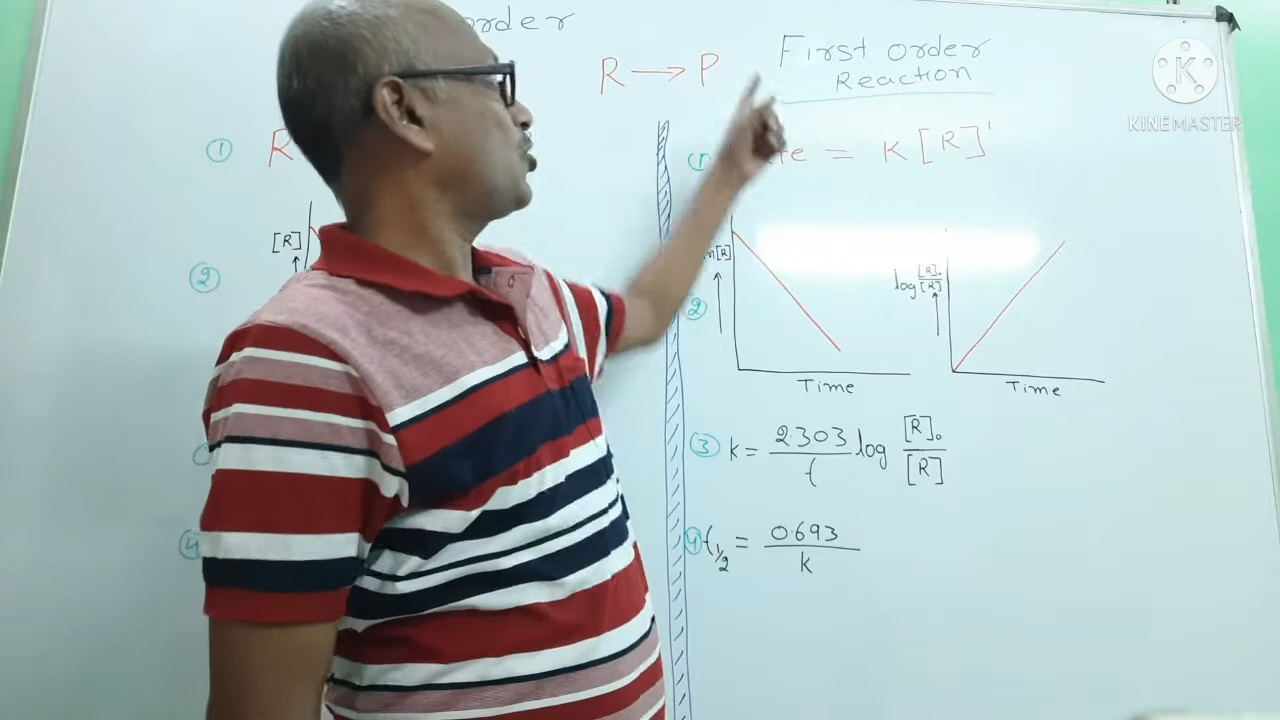 order
R → P
First order
Reaction
① R
② [R]
= K[R]¹
② Time
log [R]₀/[R]
Time
③ k = 2.303/t log [R]₀/[R]
④ t1/2 = 0.693/k
④
K
KINEMASTER